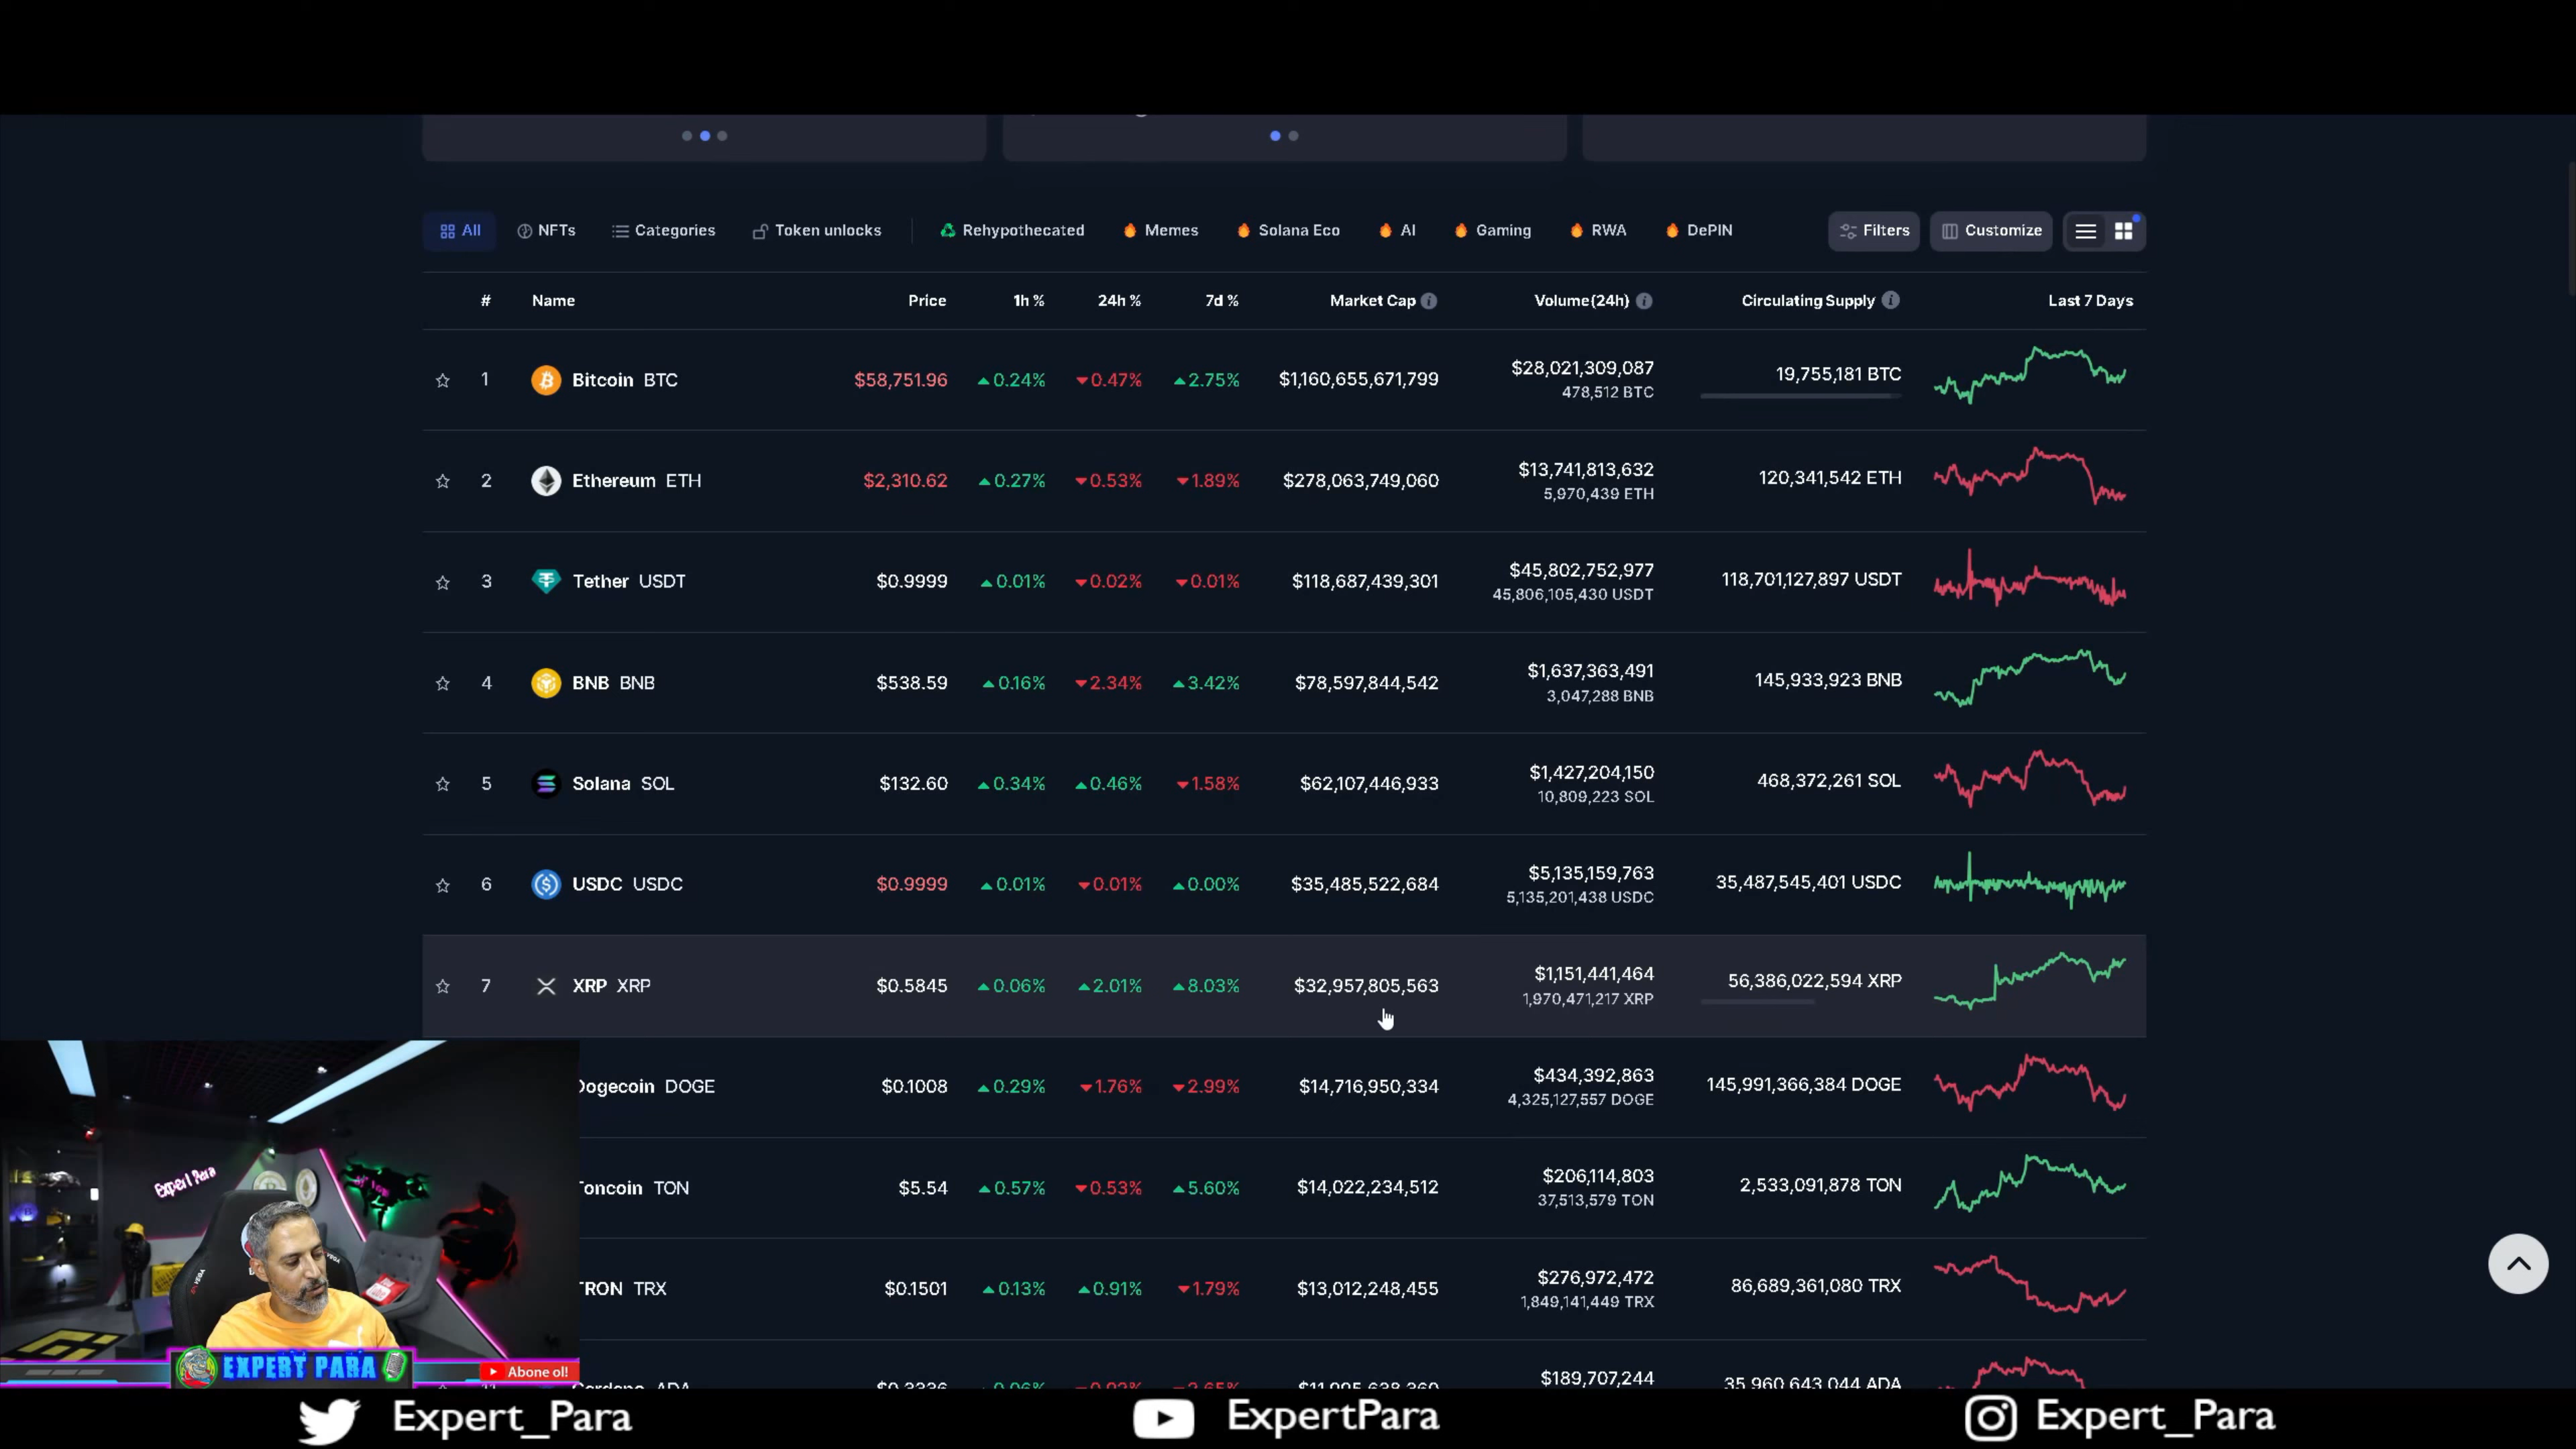 All NFTs Categories Token unlocks Rehypothecated Memes Solana Eco AI Gaming RWA DePIN Filters Customize
# Name Price 1h % 24h % 7d % Market Cap Volume(24h) Circulating Supply Last 7 Days
1 Bitcoin BTC $58,751.96 0.24% 0.47% 2.75% $1,160,655,671,799 $28,021,309,087 19,755,181 BTC
478,512 BTC
2 Ethereum ETH $2,310.62 0.27% 0.53% 1.89% $278,063,749,060 $13,741,813,632 120,341,542 ETH
5,970,439 ETH
3 Tether USDT $0.9999 0.01% 0.02% 0.01% $118,687,439,301 $45,802,752,977 118,701,127,897 USDT
45,806,105,430 USDT
4 BNB BNB $538.59 0.16% 2.34% 3.42% $78,597,844,542 $1,637,363,491 145,933,923 BNB
3,047,288 BNB
5 Solana SOL $132.60 0.34% 0.46% 1.58% $62,107,446,933 $1,427,204,150 468,372,261 SOL
10,809,223 SOL
6 USDC USDC $0.9999 0.01% 0.01% 0.00% $35,485,522,684 $5,135,159,763 35,487,545,401 USDC
5,135,201,438 USDC
7 XRP XRP $0.5845 0.06% 2.01% 8.03% $32,957,805,563 $1,151,441,464 56,386,022,594 XRP
1,970,471,217 XRP
Dogecoin DOGE $0.1008 0.29% 1.76% 2.99% $14,716,950,334 $434,392,863 145,991,366,384 DOGE
4,325,127,557 DOGE
Toncoin TON $5.54 0.57% 0.53% 5.60% $14,022,234,512 $206,114,803 2,533,091,878 TON
37,513,579 TON
TRON TRX $0.1501 0.13% 0.91% 1.79% $13,012,248,455 $276,972,472 86,689,361,080 TRX
1,849,141,449 TRX
$189,707,244 35,960,643,044 ADA
Expert Para
EXPERT PARA Abone ol!
Expert_Para ExpertPara Expert_Para